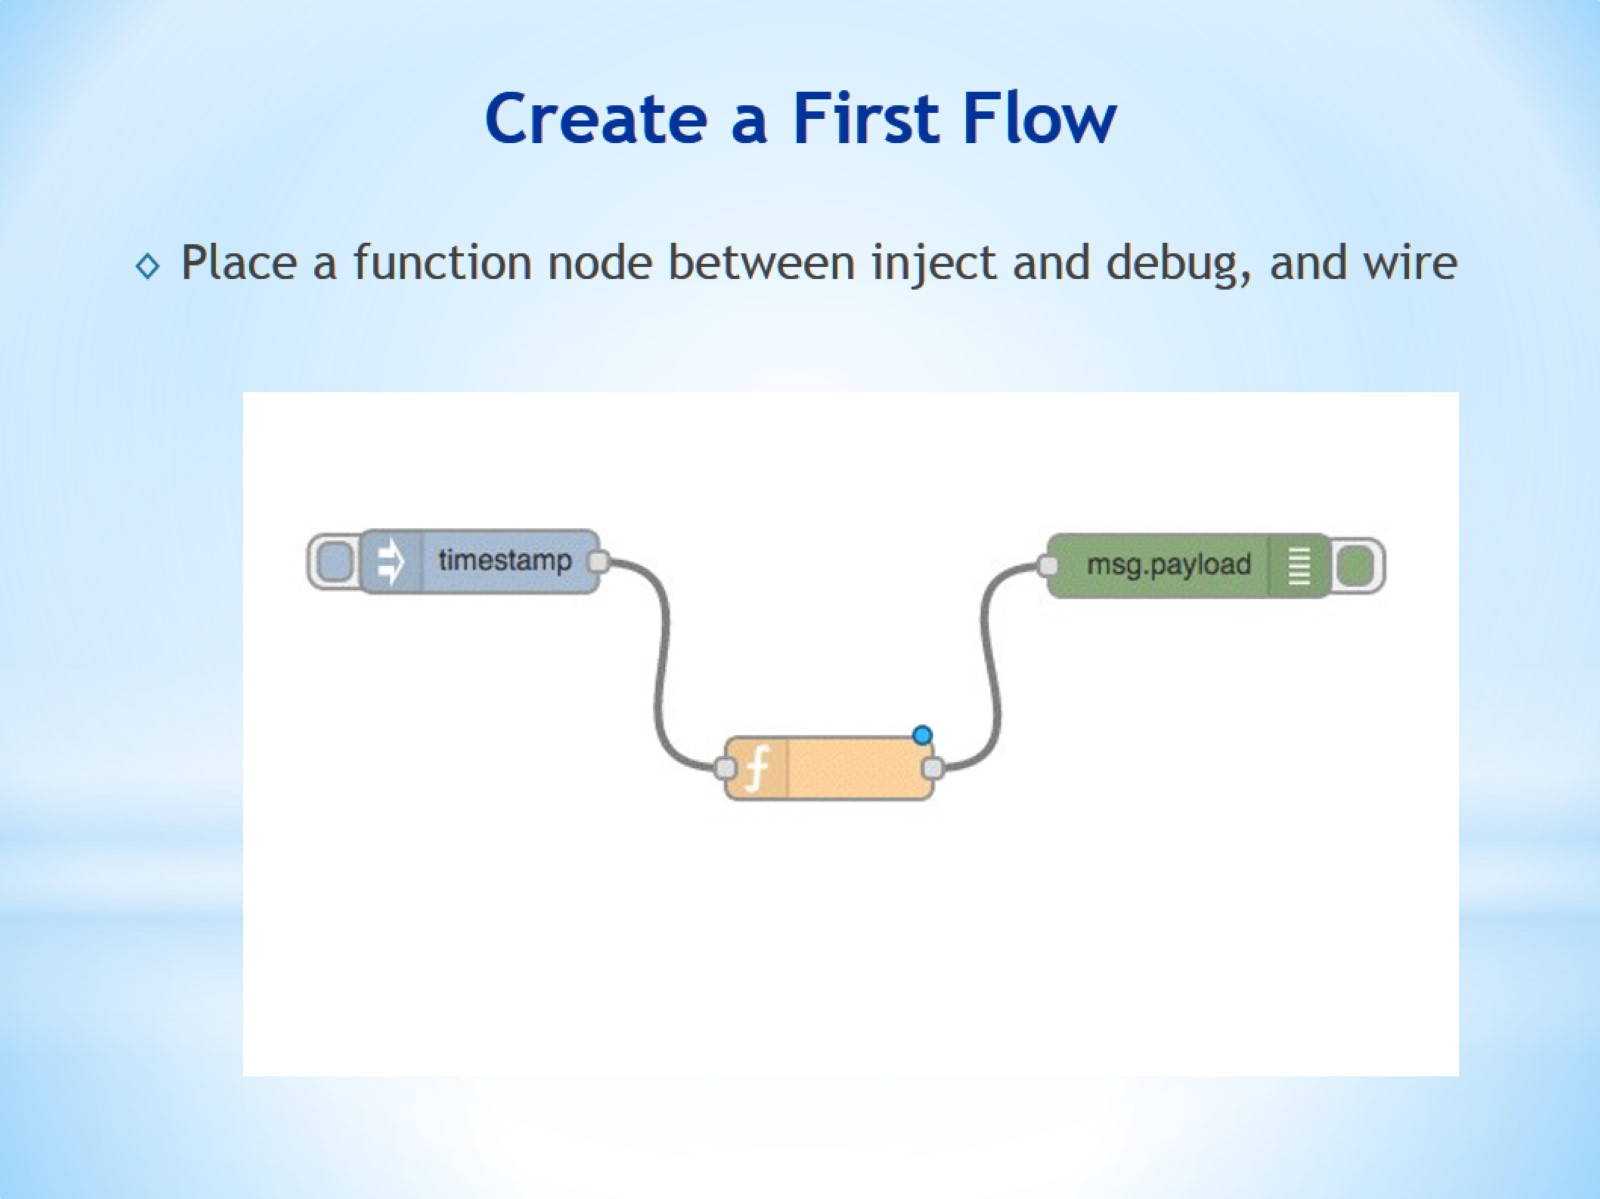 Create a First Flow
Place a function node between inject and debug, and wire
timestamp
msg.payload
f